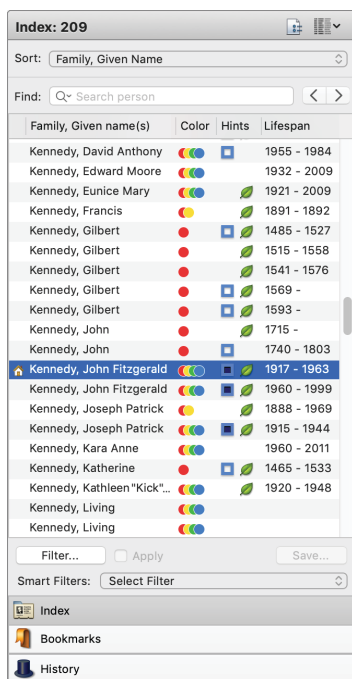 Index: 209
Sort: Family, Given Name
Find: Search person
Family, Given name(s) Color Hints Lifespan
Kennedy, David Anthony 1955 - 1984
Kennedy, Edward Moore 1932 - 2009
Kennedy, Eunice Mary 1921 - 2009
Kennedy, Francis 1891 - 1892
Kennedy, Gilbert 1485 - 1527
Kennedy, Gilbert 1515 - 1558
Kennedy, Gilbert 1541 - 1576
Kennedy, Gilbert 1569 -
Kennedy, Gilbert 1593 -
Kennedy, John 1715 -
Kennedy, John 1740 - 1803
Kennedy, John Fitzgerald 1917 - 1963
Kennedy, John Fitzgerald 1960 - 1999
Kennedy, Joseph Patrick 1888 - 1969
Kennedy, Joseph Patrick 1915 - 1944
Kennedy, Kara Anne 1960 - 2011
Kennedy, Katherine 1465 - 1533
Kennedy, Kathleen "Kick"... 1920 - 1948
Kennedy, Living
Kennedy, Living
Filter... Apply Save...
Smart Filters: Select Filter
Index
Bookmarks
History